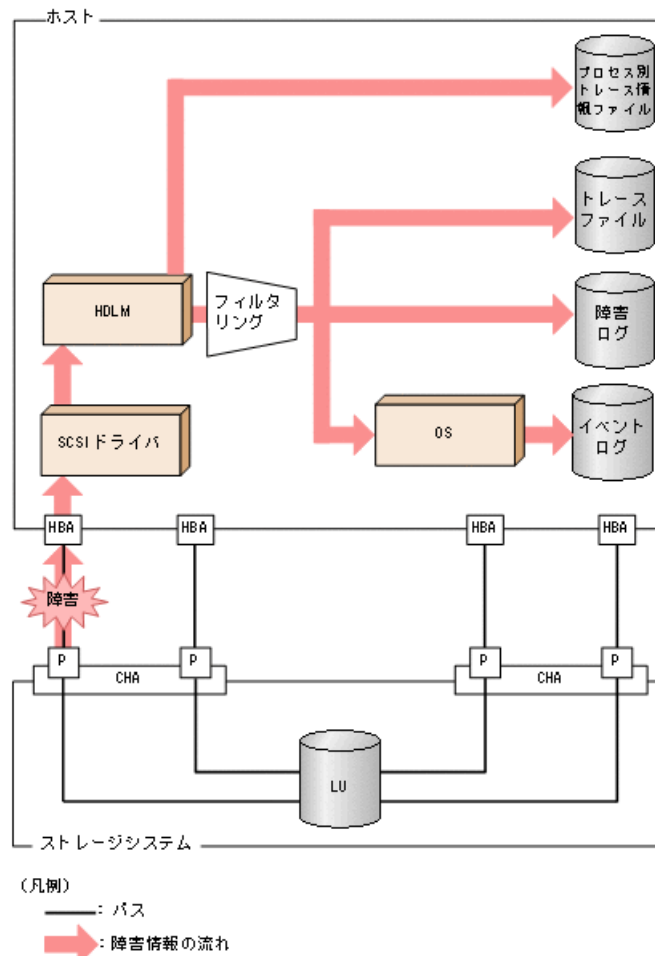 ホスト
プロセス別
トレース情
報ファイル
トレース
ファイル
HDLM
フィルタ
リング
障害
ログ
SCSIドライバ
OS
イベント
ログ
HBA
HBA
HBA
HBA
障害
P
P
P
P
CHA
CHA
LU
ストレージシステム
(凡例)
: パス
: 障害情報の流れ